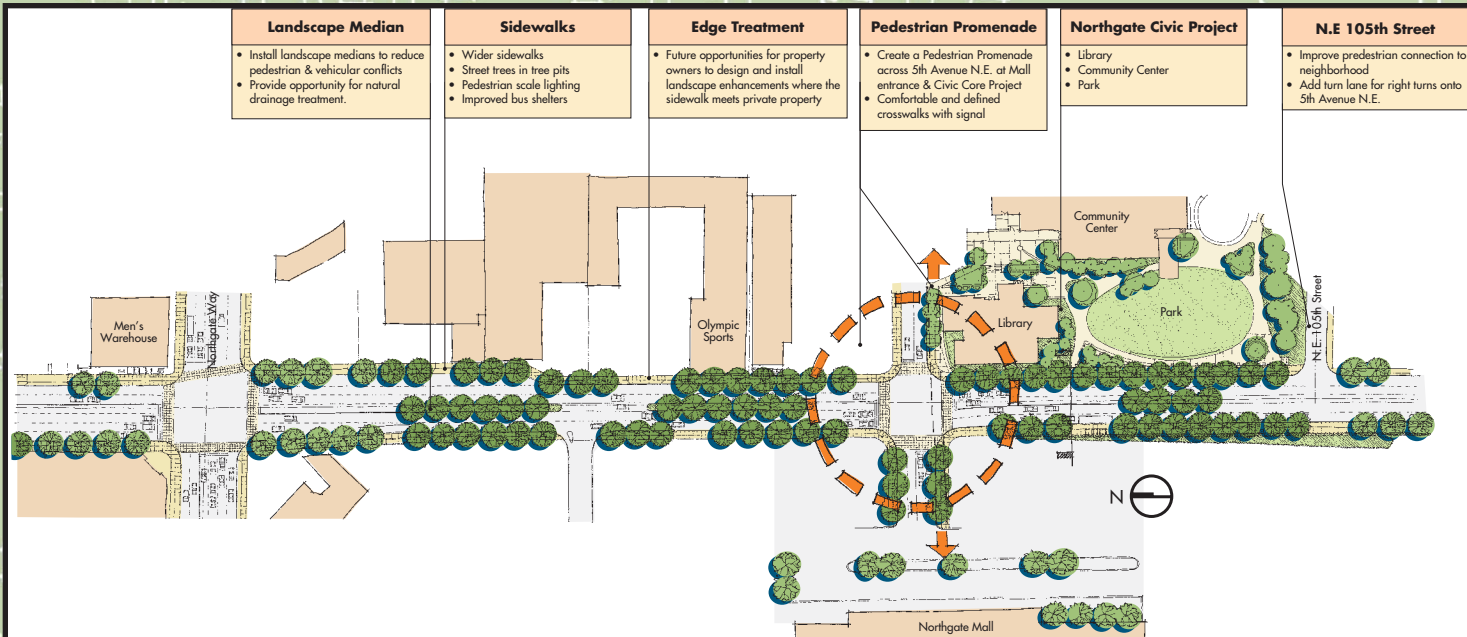 Landscape Median
• Install landscape medians to reduce
pedestrian & vehicular conflicts
• Provide opportunity for natural
drainage treatment.
Sidewalks
• Wider sidewalks
• Street trees in tree pits
• Pedestrian scale lighting
• Improved bus shelters
Edge Treatment
• Future opportunities for property
owners to design and install
landscape enhancements where the
sidewalk meets private property
Pedestrian Promenade
• Create a Pedestrian Promenade
across 5th Avenue N.E. at Mall
entrance & Civic Core Project
• Comfortable and defined
crosswalks with signal
Northgate Civic Project
• Library
• Community Center
• Park
N.E 105th Street
• Improve predestrian connection to
neighborhood
• Add turn lane for right turns onto
5th Avenue N.E.
Men's
Warehouse
Northgate Way
Olympic
Sports
Library
Community
Center
Park
N.E. 105th Street
N
Northgate Mall